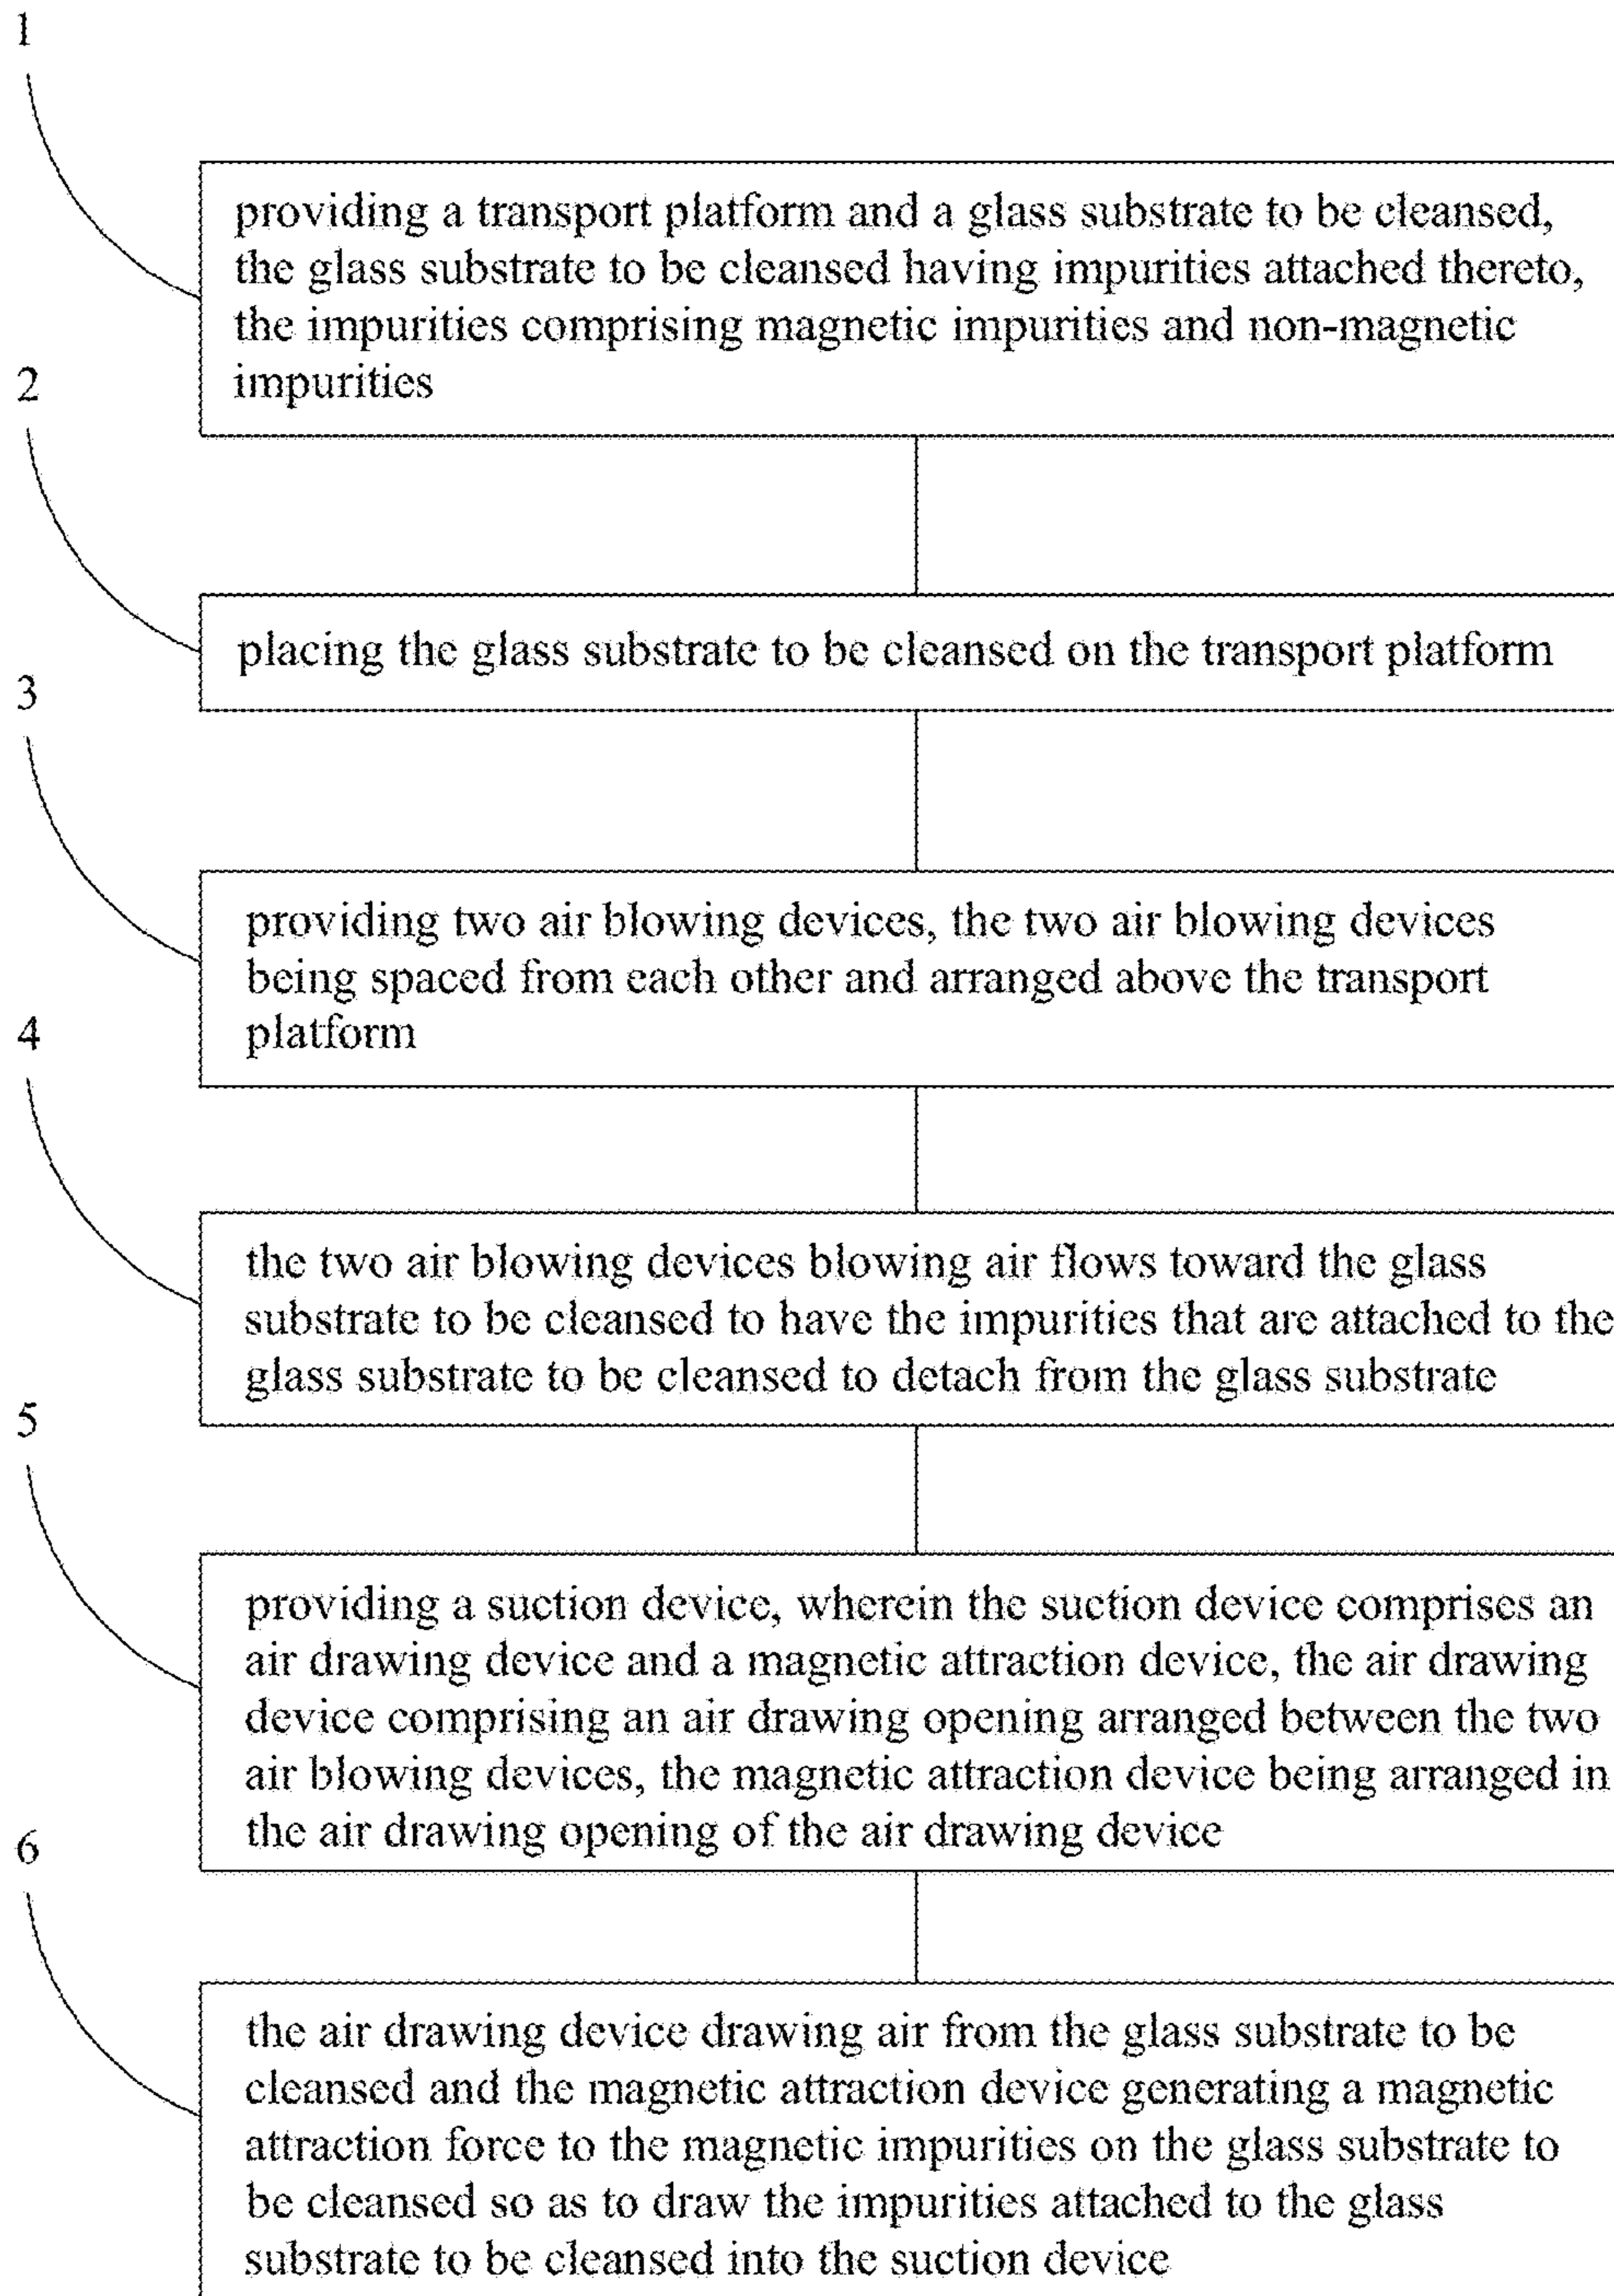 1
providing a transport platform and a glass substrate to be cleansed,
the glass substrate to be cleansed having impurities attached thereto,
the impurities comprising magnetic impurities and non-magnetic
impurities
2
placing the glass substrate to be cleansed on the transport platform
3
providing two air blowing devices, the two air blowing devices
being spaced from each other and arranged above the transport
platform
4
the two air blowing devices blowing air flows toward the glass
substrate to be cleansed to have the impurities that are attached to the
glass substrate to be cleansed to detach from the glass substrate
5
providing a suction device, wherein the suction device comprises an
air drawing device and a magnetic attraction device, the air drawing
device comprising an air drawing opening arranged between the two
air blowing devices, the magnetic attraction device being arranged in
the air drawing opening of the air drawing device
6
the air drawing device drawing air from the glass substrate to be
cleansed and the magnetic attraction device generating a magnetic
attraction force to the magnetic impurities on the glass substrate to
be cleansed so as to draw the impurities attached to the glass
substrate to be cleansed into the suction device